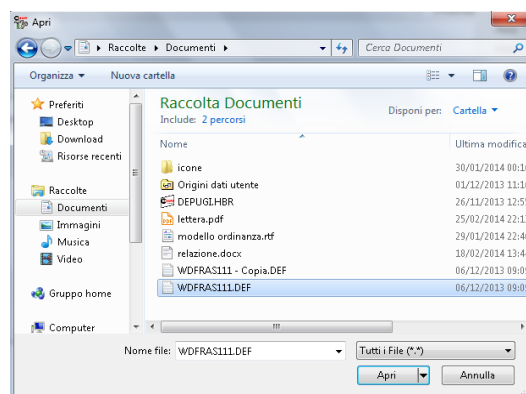 Apri
Raccolte Documenti Cerca Documenti
Organizza Nuova cartella
Preferiti
Desktop
Download
Risorse recenti
Raccolte
Documenti
Immagini
Musica
Video
Gruppo home
Computer
Raccolta Documenti
Include: 2 percorsi
Disponi per: Cartella
Nome Ultima modifica
icone 30/01/2014 00:1
Origini dati utente 01/12/2013 11:1
DEPUGI.HBR 26/11/2013 12:5
lettera.pdf 25/02/2014 22:1
modello ordinanza.rtf 29/01/2014 22:4
relazione.docx 18/02/2014 13:4
WDFRAS111 - Copia.DEF 06/12/2013 09:0
WDFRAS111.DEF 06/12/2013 09:0
Nome file: WDFRAS111.DEF Tutti i File (*.*)
Apri Annulla